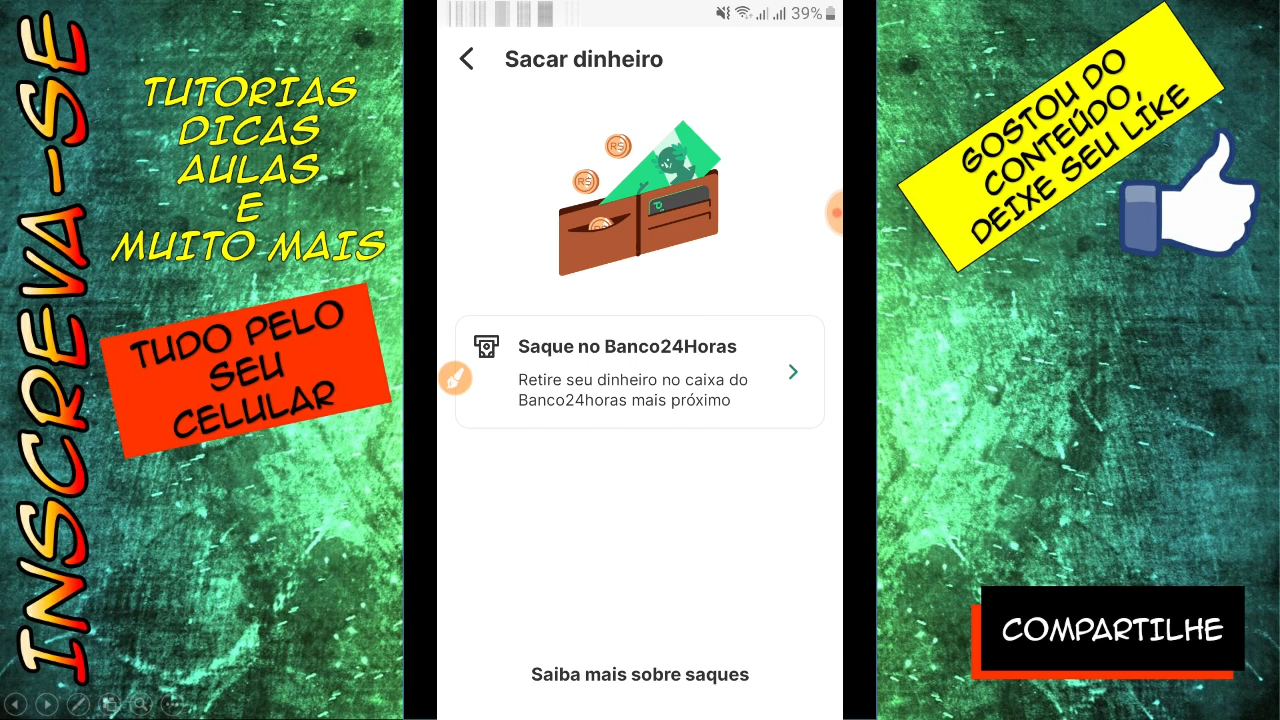 INSCREVA-SE
TUTORIAS
DICAS
AULAS
E
MUITO MAIS
TUDO PELO
SEU
CELULAR
39%
Sacar dinheiro
R$
R$
Saque no Banco24Horas
Retire seu dinheiro no caixa do
Banco24horas mais próximo
Saiba mais sobre saques
GOSTOU DO
CONTEÚDO,
DEIXE SEU LIKE
COMPARTILHE